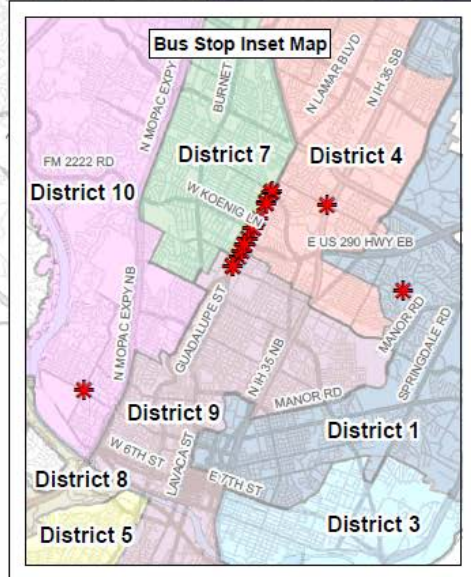 Bus Stop Inset Map
N MOPAC EXPY
BURNET
N LAMAR BLVD
N IH 35 SB
FM 2222 RD
District 7
District 4
District 10
W KOENIG LN
E US 290 HWY EB
N MOPAC EXPY NB
GUADALUPE ST
N IH 35 NB
MANOR RD
SPRINGDALE RD
MANOR RD
District 9
District 1
W 6TH ST
LAVACA ST
E 7TH ST
District 8
District 5
District 3